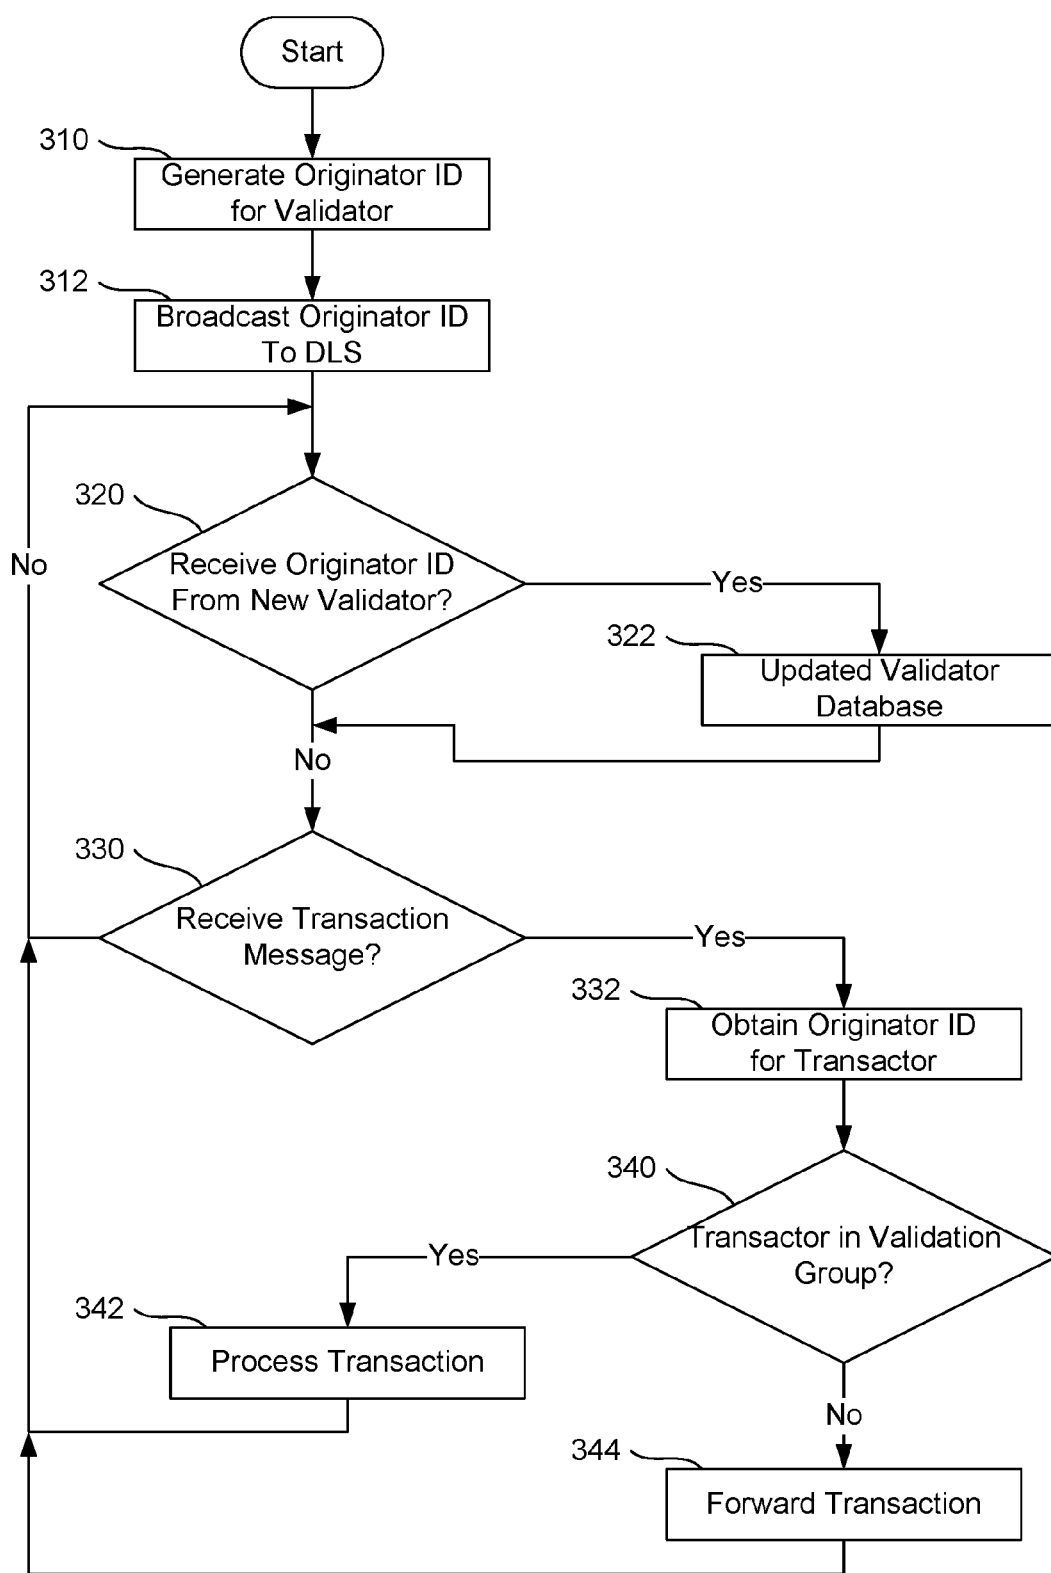 Start
310
Generate Originator ID
for Validator
312
Broadcast Originator ID
To DLS
320
Receive Originator ID
From New Validator?
No
Yes
322
Updated Validator
Database
No
330
Receive Transaction
Message?
Yes
332
Obtain Originator ID
for Transactor
340
Transactor in Validation
Group?
Yes
342
Process Transaction
No
344
Forward Transaction